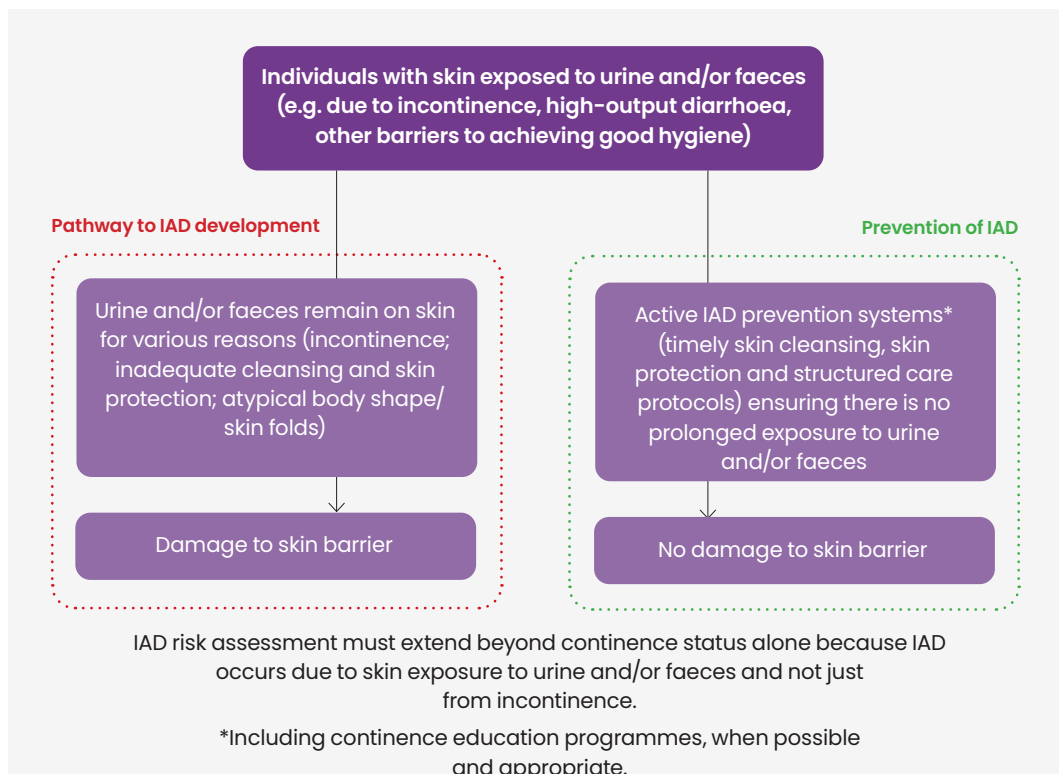 Individuals with skin exposed to urine and/or faeces
(e.g. due to incontinence, high-output diarrhoea,
other barriers to achieving good hygiene)
Pathway to IAD development
Urine and/or faeces remain on skin
for various reasons (incontinence;
inadequate cleansing and skin
protection; atypical body shape/
skin folds)
Damage to skin barrier
Prevention of IAD
Active IAD prevention systems*
(timely skin cleansing, skin
protection and structured care
protocols) ensuring there is no
prolonged exposure to urine
and/or faeces
No damage to skin barrier
IAD risk assessment must extend beyond continence status alone because IAD
occurs due to skin exposure to urine and/or faeces and not just
from incontinence.
*Including continence education programmes, when possible
and appropriate.